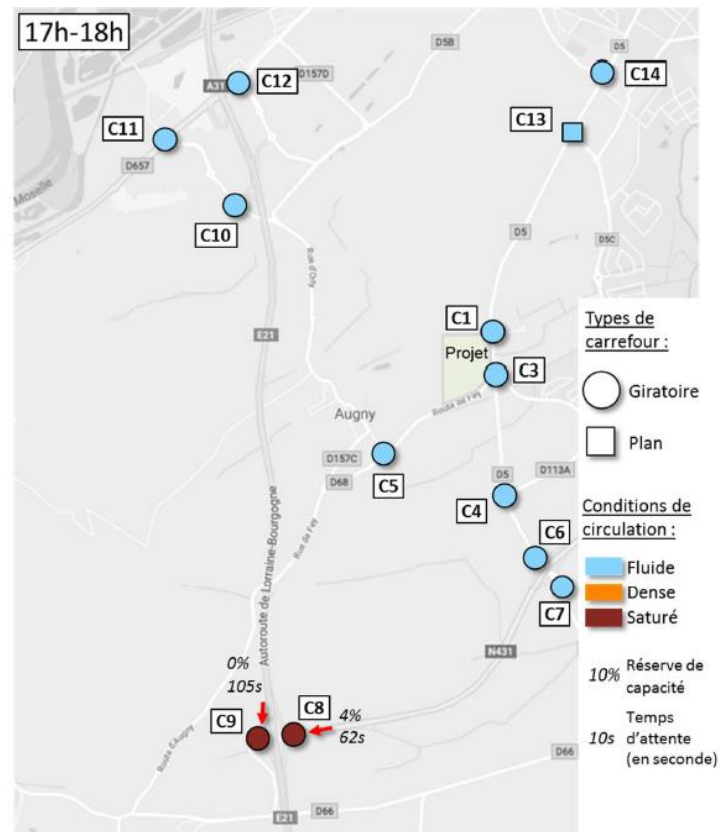 17h-18h
D5B
D5
A31
C12
D157D
C14
C13
C11
D657
Moselle
C10
D5
D5C
Rue d'Orly
E21
C1
Projet
C3
Types de
carrefour :
Giratoire
Plan
Augny
Route de Fey
D157C
D68
C5
D5
D113A
C4
C6
C7
Rue de Fey
Autoroute de Lorraine-Bourgogne
Conditions de
circulation :
Fluide
Dense
Saturé
N431
0%
105s
C9
C8
4%
62s
Route d'Augny
D66
D66
E21
10%
Réserve de
capacité
10s
Temps
d'attente
(en seconde)